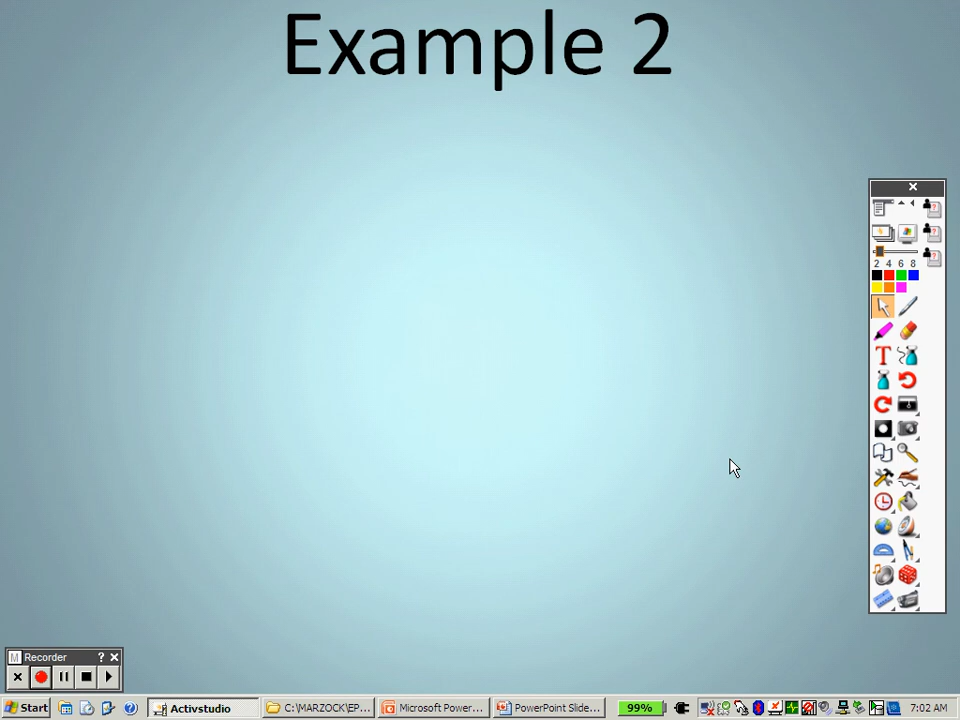 Example 2
2 4 6 8
T
M Recorder ?
Start
Activstudio
C:\MARZOCK\EP...
Microsoft Power...
PowerPoint Slide...
99%
7:02 AM